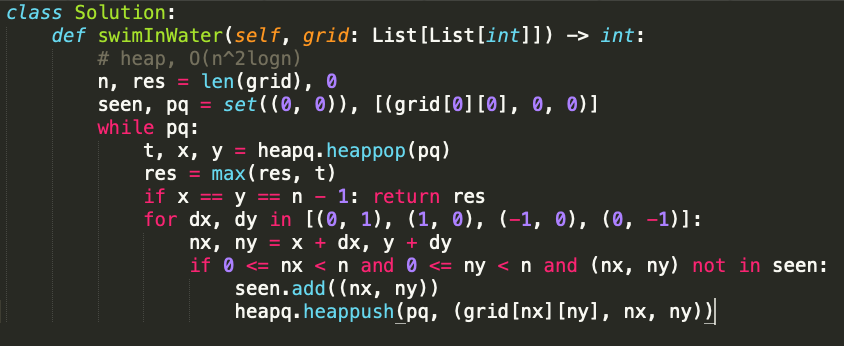 class Solution:
    def swimInWater(self, grid: List[List[int]]) -> int:
        # heap, O(n^2logn)
        n, res = len(grid), 0
        seen, pq = set((0, 0)), [(grid[0][0], 0, 0)]
        while pq:
            t, x, y = heapq.heappop(pq)
            res = max(res, t)
            if x == y == n - 1: return res
            for dx, dy in [(0, 1), (1, 0), (-1, 0), (0, -1)]:
                nx, ny = x + dx, y + dy
                if 0 <= nx < n and 0 <= ny < n and (nx, ny) not in seen:
                    seen.add((nx, ny))
                    heapq.heappush(pq, (grid[nx][ny], nx, ny))